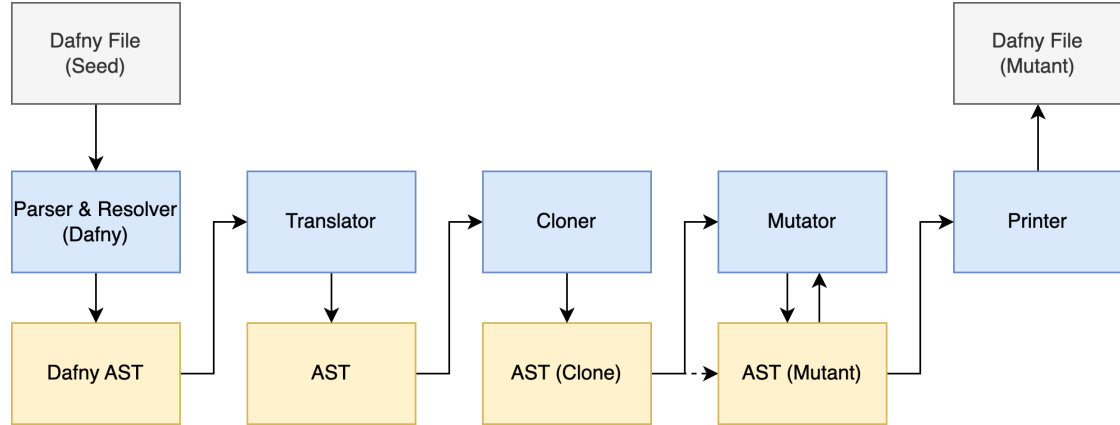 Dafny File
(Seed)
Dafny File
(Mutant)
Parser & Resolver
(Dafny)
Translator
Cloner
Mutator
Printer
Dafny AST
AST
AST (Clone)
AST (Mutant)